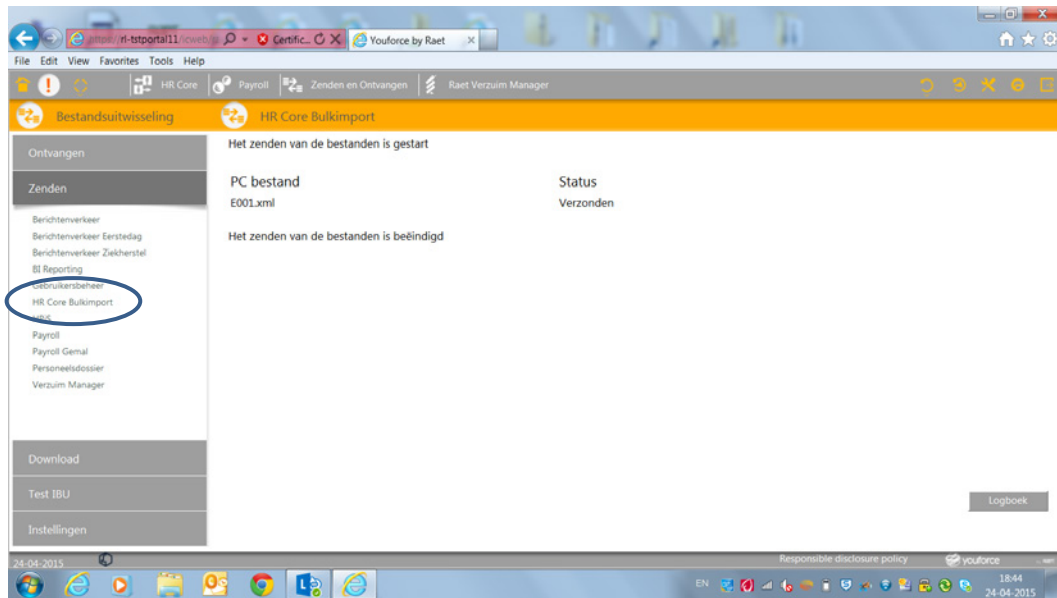 https://rl-tstportal11/icweb/
Certific...
Youforce by Raet
File Edit View Favorites Tools Help
HR Core
Payroll
Zenden en Ontvangen
Raet Verzuim Manager
Bestandsuitwisseling
HR Core Bulkimport
Ontvangen
Zenden
Berichtenverkeer
Berichtenverkeer Eerstedag
Berichtenverkeer Ziekherstel
BI Reporting
Gebruikersbeheer
HR Core Bulkimport
HRIS
Payroll
Payroll Gemal
Personeelsdossier
Verzuim Manager
Download
Test IBU
Instellingen
Het zenden van de bestanden is gestart
PC bestand Status
E001.xml Verzonden
Het zenden van de bestanden is beëindigd
Logboek
24-04-2015
Responsible disclosure policy
youforce
EN
18:44
24-04-2015